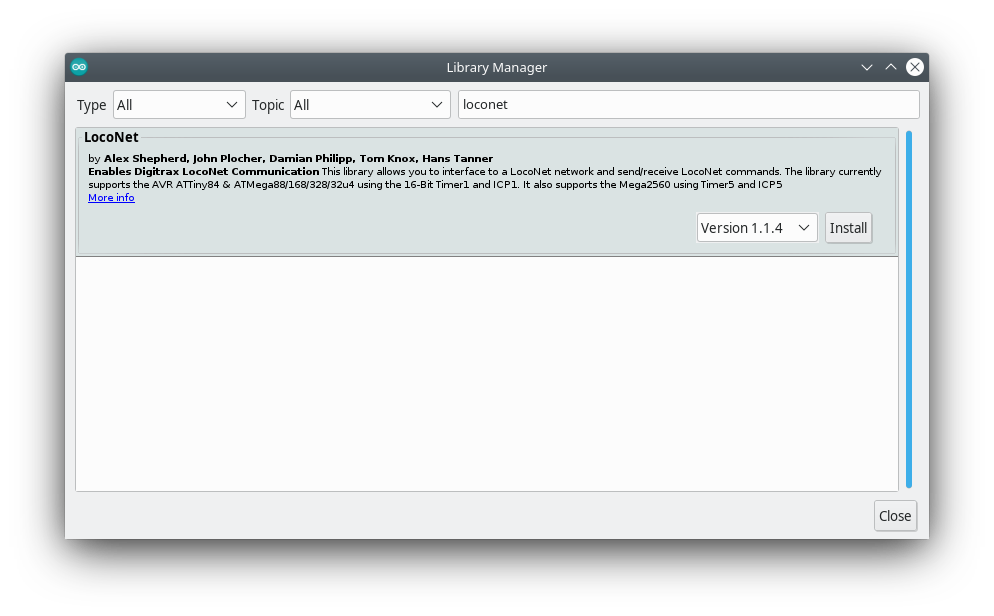 Library Manager
Type All Topic All loconet
LocoNet
by Alex Shepherd, John Plocher, Damian Philipp, Tom Knox, Hans Tanner
Enables Digitrax LocoNet Communication This library allows you to interface to a LocoNet network and send/receive LocoNet commands. The library currently
supports the AVR ATTiny84 & ATMega88/168/328/32u4 using the 16-Bit Timer1 and ICP1. It also supports the Mega2560 using Timer5 and ICP5
More info
Version 1.1.4 Install
Close